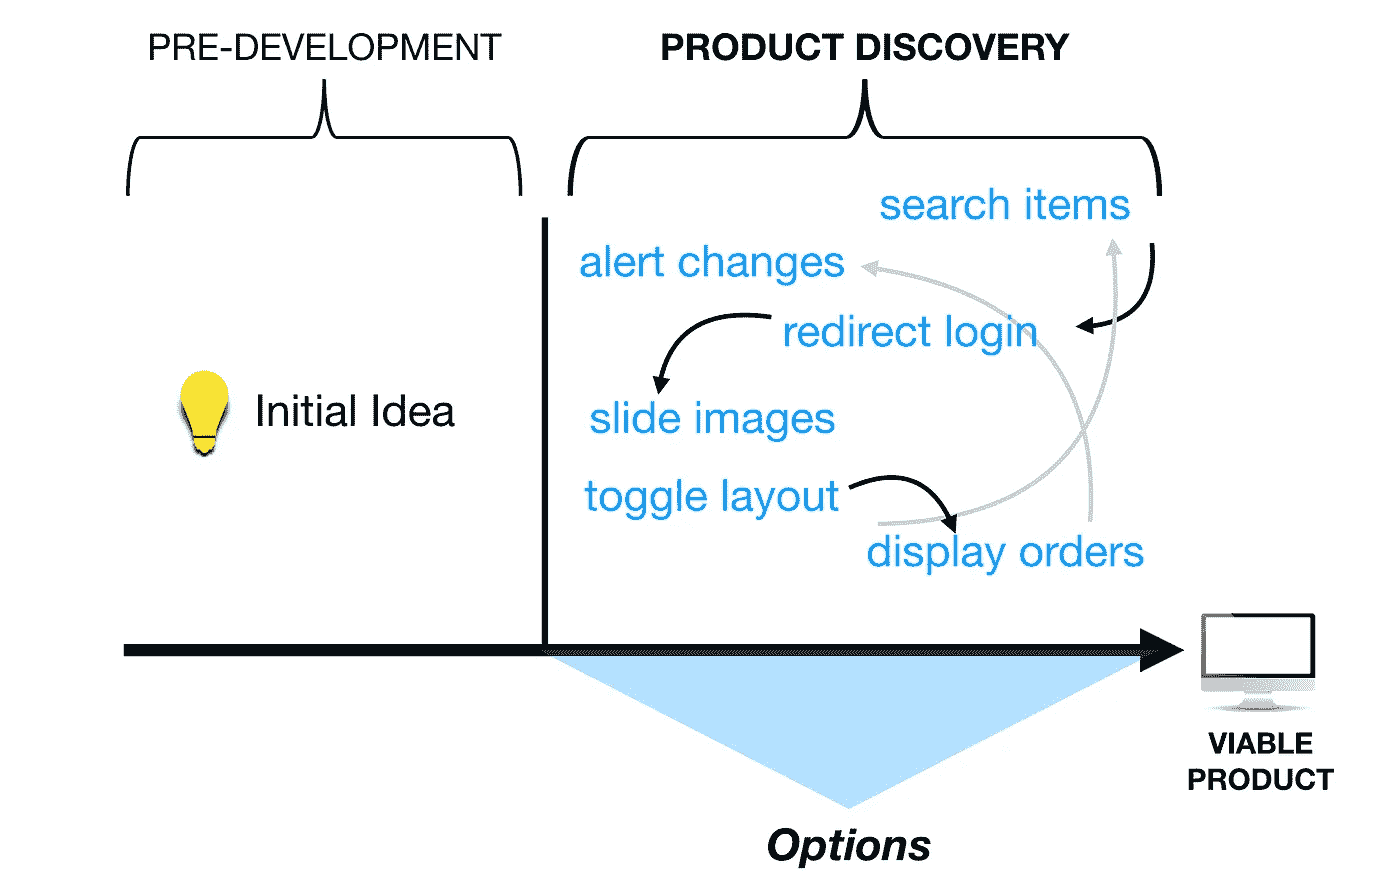 PRE-DEVELOPMENT
PRODUCT DISCOVERY
search items
alert changes
redirect login
Initial Idea
slide images
toggle layout
display orders
VIABLE
PRODUCT
Options